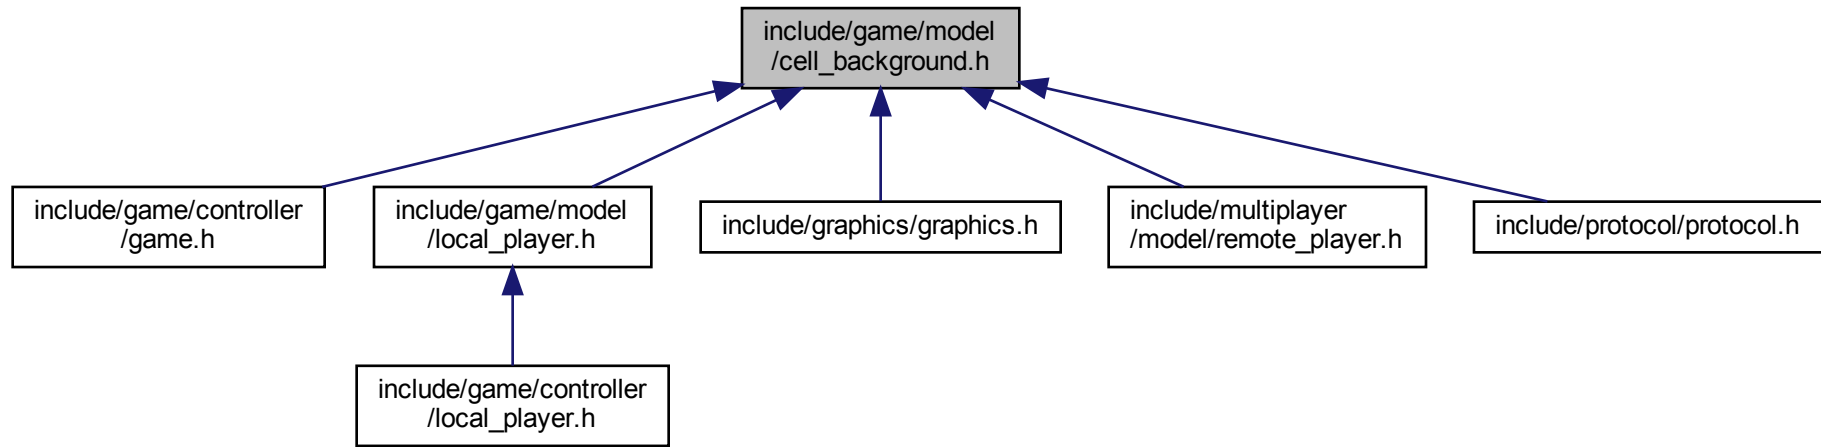 include/game/model
/cell_background.h
include/game/controller
/game.h
include/game/model
/local_player.h
include/graphics/graphics.h
include/multiplayer
/model/remote_player.h
include/protocol/protocol.h
include/game/controller
/local_player.h